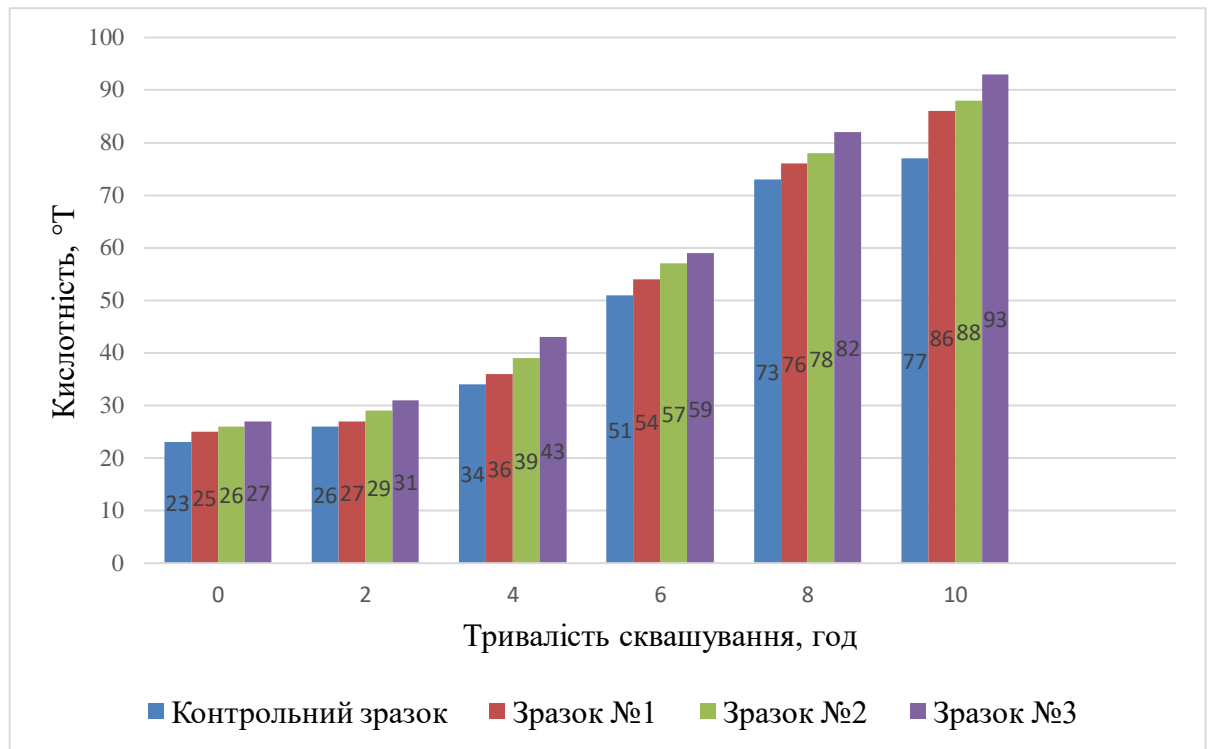 100
90
80
70
60
50
40
30
20
10
0
Кислотність, °Т
23 25 26 27
26 27 29 31
34 36 39 43
51 54 57 59
73 76 78 82
77 86 88 93
0 2 4 6 8 10
Тривалість сквашування, год
Контрольний зразок Зразок №1 Зразок №2 Зразок №3